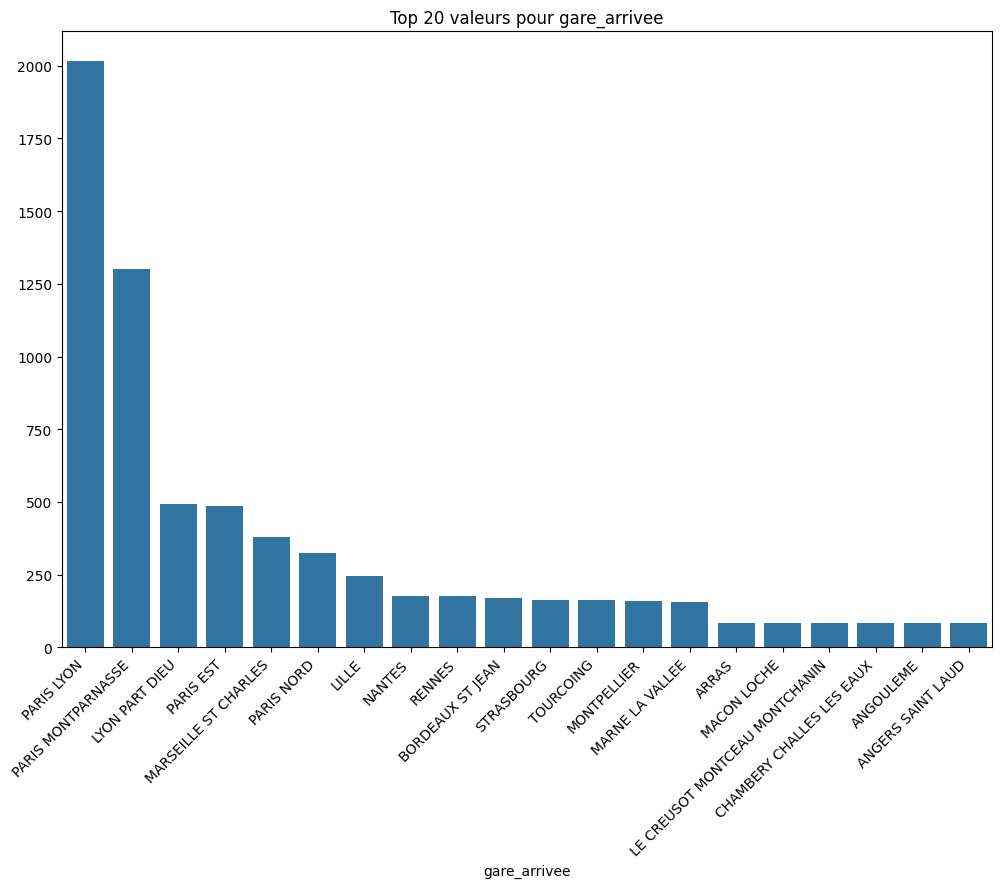 Top 20 valeurs pour gare_arrivee
2000
1750
1500
1250
1000
750
500
250
0
PARIS LYON
PARIS MONTPARNASSE
LYON PART DIEU
PARIS EST
MARSEILLE ST CHARLES
PARIS NORD
LILLE
NANTES
RENNES
BORDEAUX ST JEAN
STRASBOURG
TOURCOING
MONTPELLIER
MARNE LA VALLEE
ARRAS
MACON LOCHE
LE CREUSOT MONTCEAU MONTCHANIN
CHAMBERY CHALLES LES EAUX
ANGOULEME
ANGERS SAINT LAUD
gare_arrivee